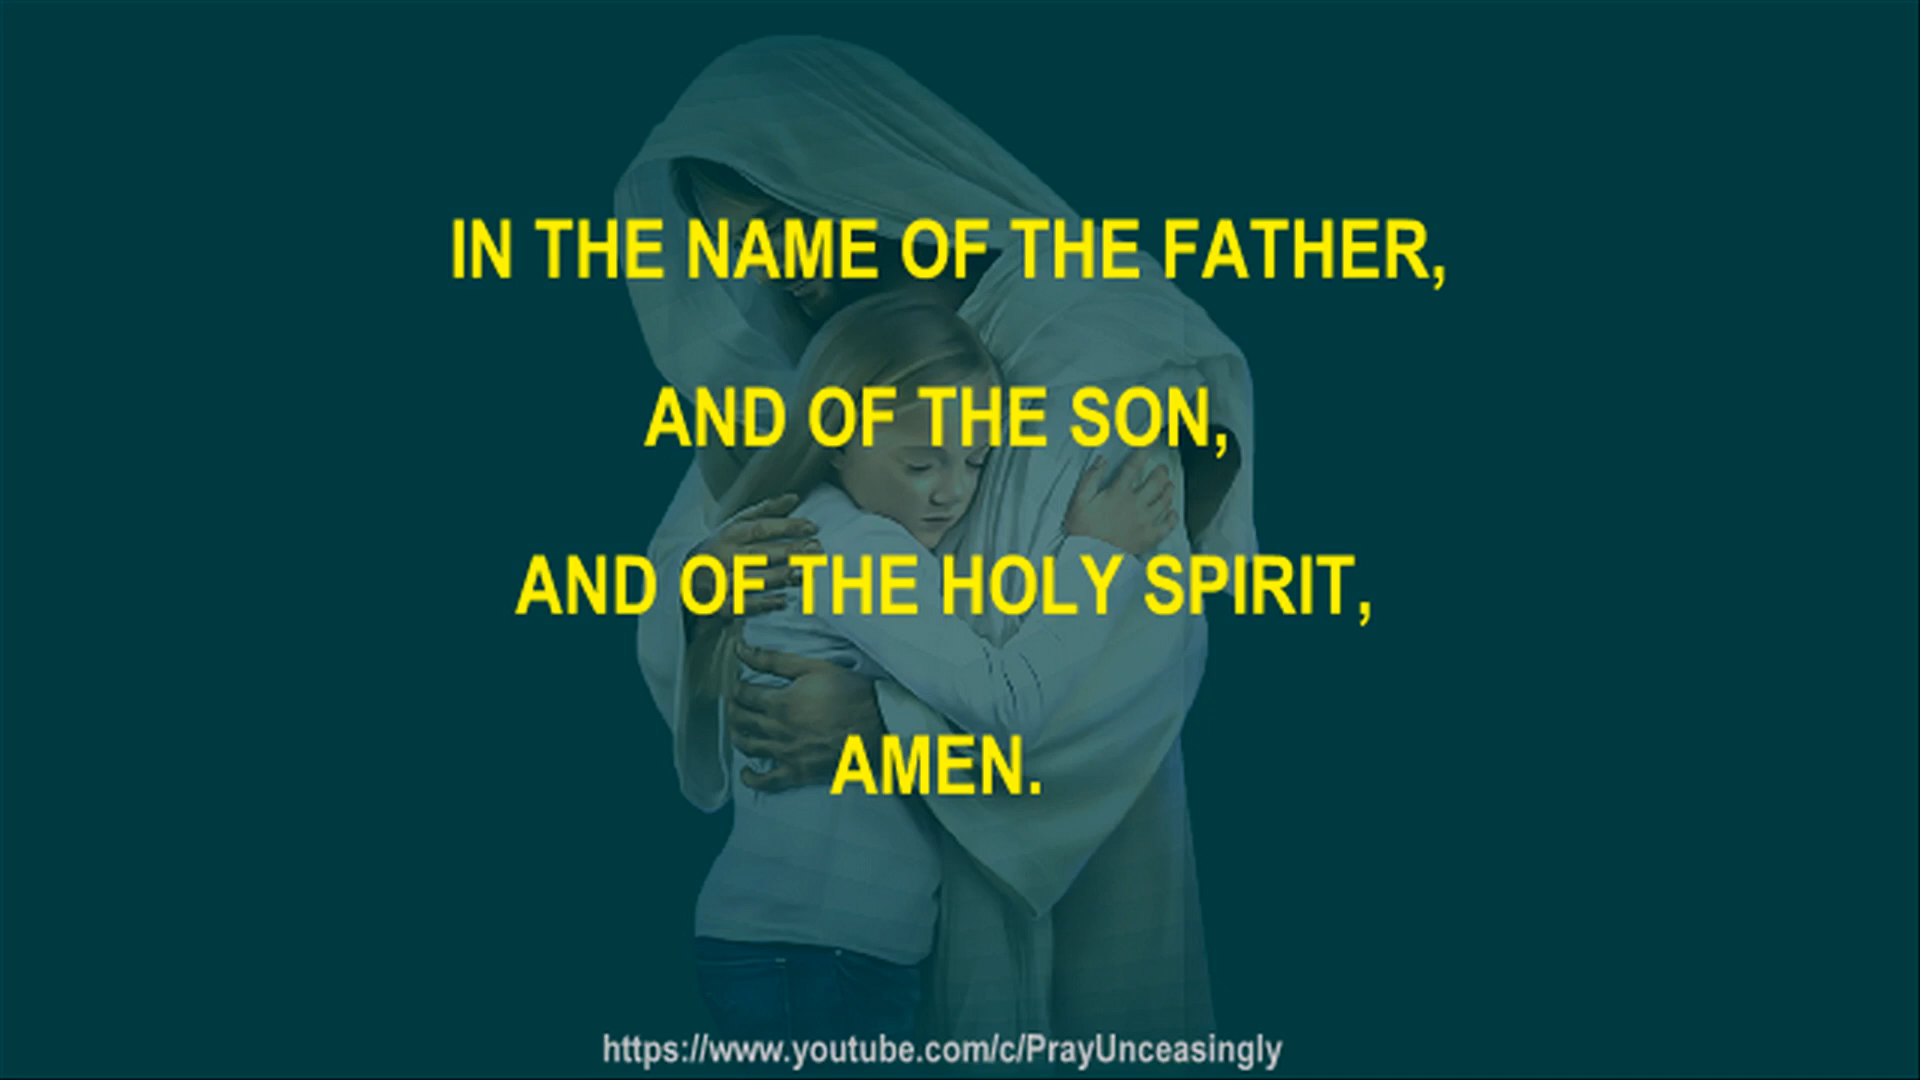 IN THE NAME OF THE FATHER,
AND OF THE SON,
AND OF THE HOLY SPIRIT,
AMEN.
https://www.youtube.com/c/PrayUnceasingly